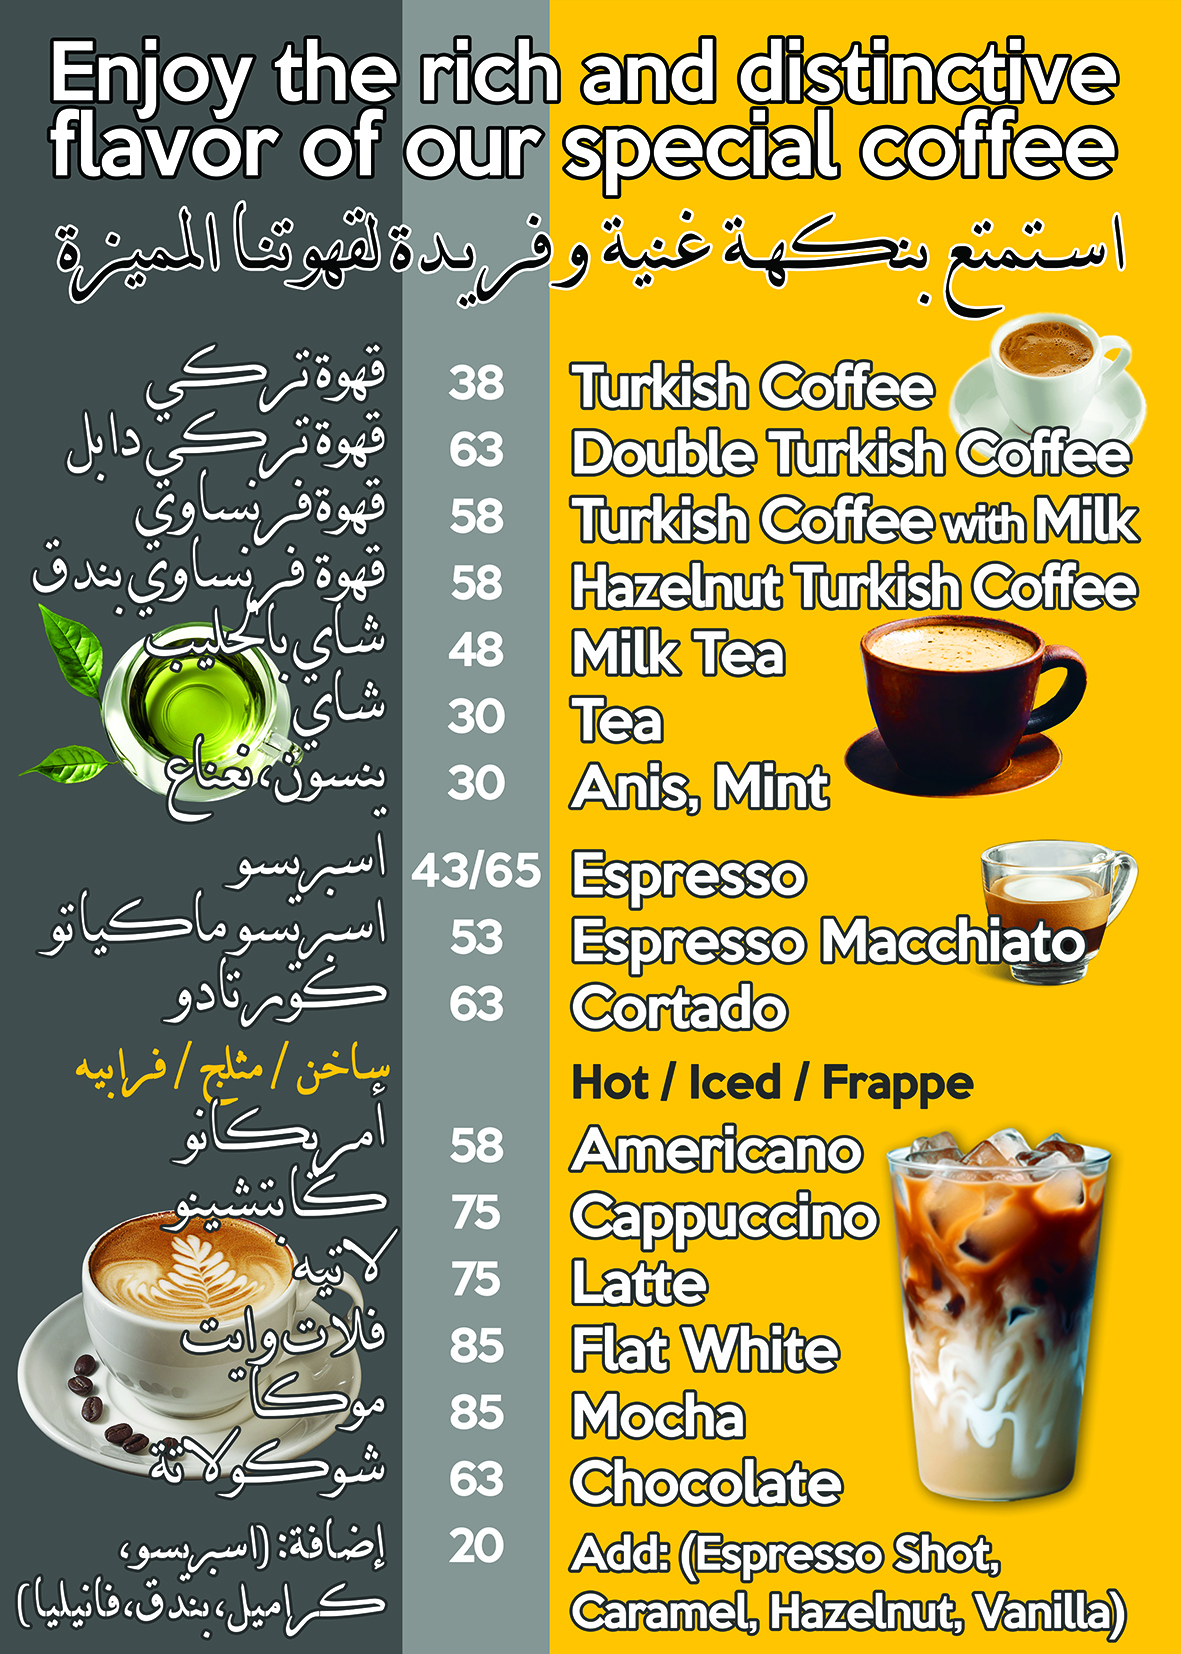 Enjoy the rich and distinctive
flavor of our special coffee
استمتع بنكهة غنية وفريدة لقهوتنا المميزة
قهوة تركي 38 Turkish Coffee
قهوة تركي دابل 63 Double Turkish Coffee
قهوة فرنساوي 58 Turkish Coffee with Milk
قهوة فرنساوي بندق 58 Hazelnut Turkish Coffee
شاي بالحليب 48 Milk Tea
شاي 30 Tea
ينسون، نعناع 30 Anis, Mint
اسبريسو 43/65 Espresso
اسبريسو ماكياتو 53 Espresso Macchiato
كورتادو 63 Cortado
ساخن / مثلج / فرابيه Hot / Iced / Frappe
أمريكانو 58 Americano
كابتشينو 75 Cappuccino
لاتيه 75 Latte
فلات وايت 85 Flat White
موكا 85 Mocha
شوكولاتة 63 Chocolate
إضافة: (اسبريسو، 20 Add: (Espresso Shot,
كراميل، بندق، فانيليا) Caramel, Hazelnut, Vanilla)